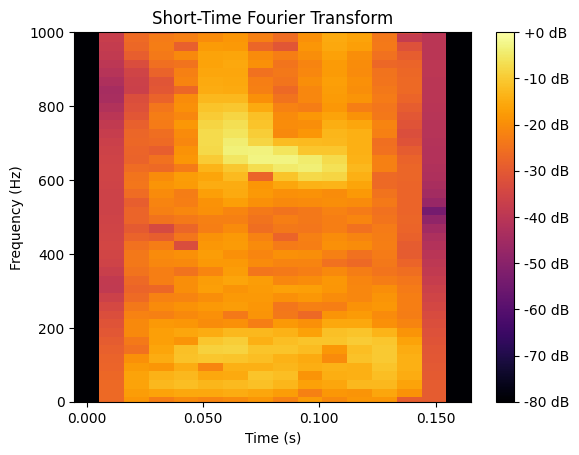 Short-Time Fourier Transform
1000
800
600
400
200
0
Frequency (Hz)
0.000
0.050
0.100
0.150
Time (s)
+0 dB
-10 dB
-20 dB
-30 dB
-40 dB
-50 dB
-60 dB
-70 dB
-80 dB